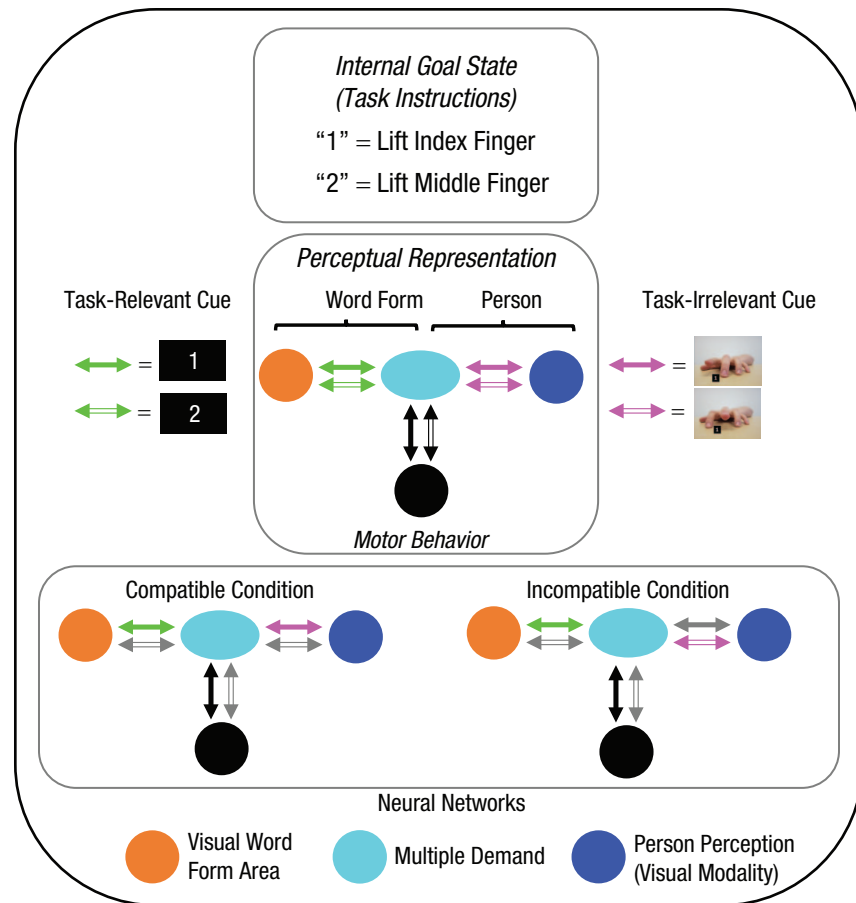 Internal Goal State
(Task Instructions)
“1” = Lift Index Finger
“2” = Lift Middle Finger
Perceptual Representation
Word Form
Person
Task-Relevant Cue
= 1
= 2
Task-Irrelevant Cue
= 1
= 1
Motor Behavior
Compatible Condition
Incompatible Condition
Neural Networks
Visual Word
Form Area
Multiple Demand
Person Perception
(Visual Modality)